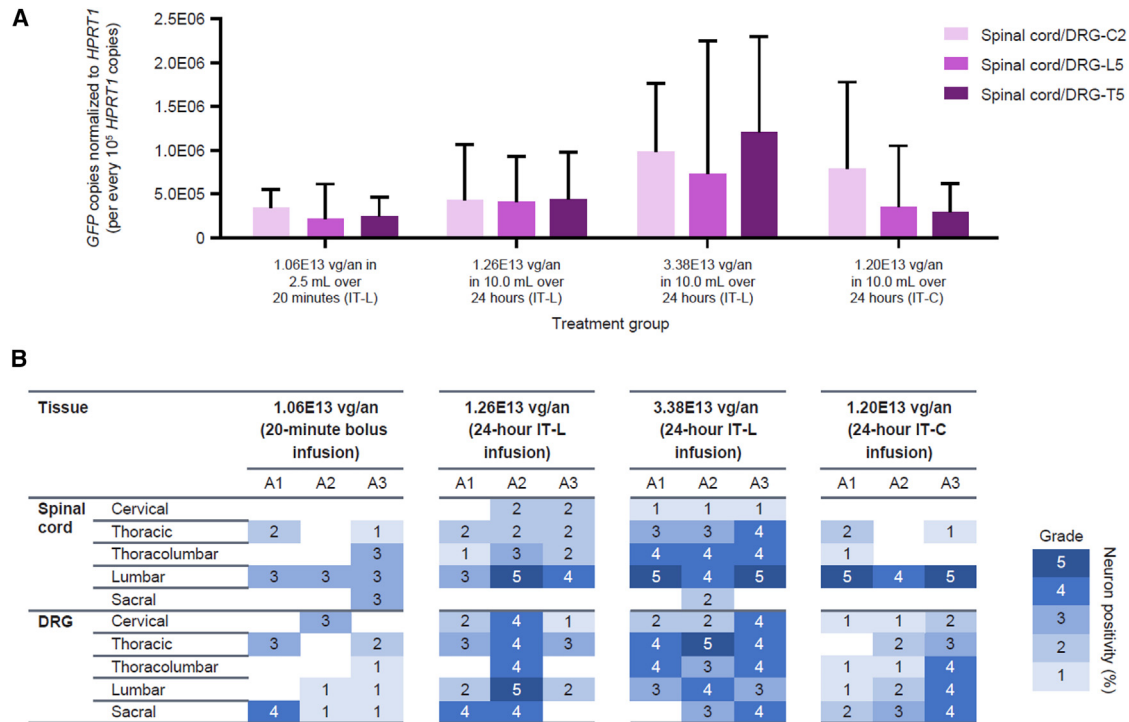 A
GFP copies normalized to HPRT1
(per every 10⁵ HPRT1 copies)
2.5E06
2.0E06
1.5E06
1.0E06
5.0E05
0
Spinal cord/DRG-C2
Spinal cord/DRG-L5
Spinal cord/DRG-T5
1.06E13 vg/an in
2.5 mL over
20 minutes (IT-L)
1.26E13 vg/an
in 10.0 mL over
24 hours (IT-L)
3.38E13 vg/an
in 10.0 mL over
24 hours (IT-L)
1.20E13 vg/an
in 10.0 mL over
24 hours (IT-C)
Treatment group
B
Tissue
1.06E13 vg/an
(20-minute bolus
infusion)
1.26E13 vg/an
(24-hour IT-L
infusion)
3.38E13 vg/an
(24-hour IT-L
infusion)
1.20E13 vg/an
(24-hour IT-C
infusion)
A1 A2 A3 A1 A2 A3 A1 A2 A3 A1 A2 A3
Spinal cord Cervical 2 2 1 1 1
Thoracic 2 1 2 2 2 3 3 4 2 1
Thoracolumbar 3 1 3 2 4 4 4 1
Lumbar 3 3 3 3 5 4 5 4 5 5 4 5
Sacral 3 2
DRG Cervical 3 2 4 1 2 2 4 1 1 2
Thoracic 3 2 3 4 3 4 5 4 2 3
Thoracolumbar 1 4 4 3 4 1 1 4
Lumbar 1 1 2 5 2 3 4 3 1 2 4
Sacral 4 1 1 4 4 3 4 2 3 4
Grade
5
4
3
2
1
Neuron positivity (%)